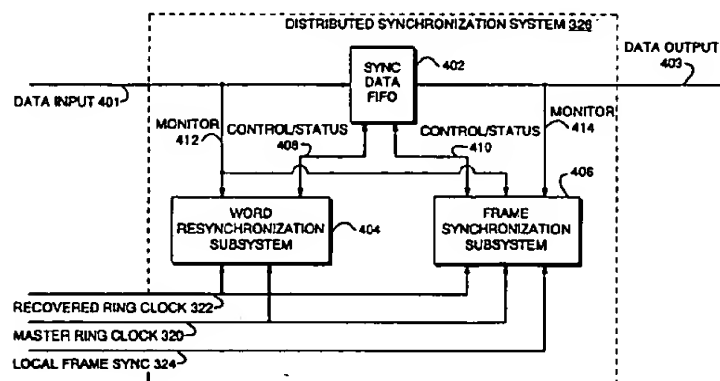 DISTRIBUTED SYNCHRONIZATION SYSTEM 326
DATA OUTPUT
403
SYNC
DATA
FIFO
402
DATA INPUT 401
MONITOR
412
CONTROL/STATUS
408
CONTROL/STATUS
410
MONITOR
414
406
WORD
RESYNCHRONIZATION
SUBSYSTEM
404
FRAME
SYNCHRONIZATION
SUBSYSTEM
RECOVERED RING CLOCK 322
MASTER RING CLOCK 320
LOCAL FRAME SYNC 324